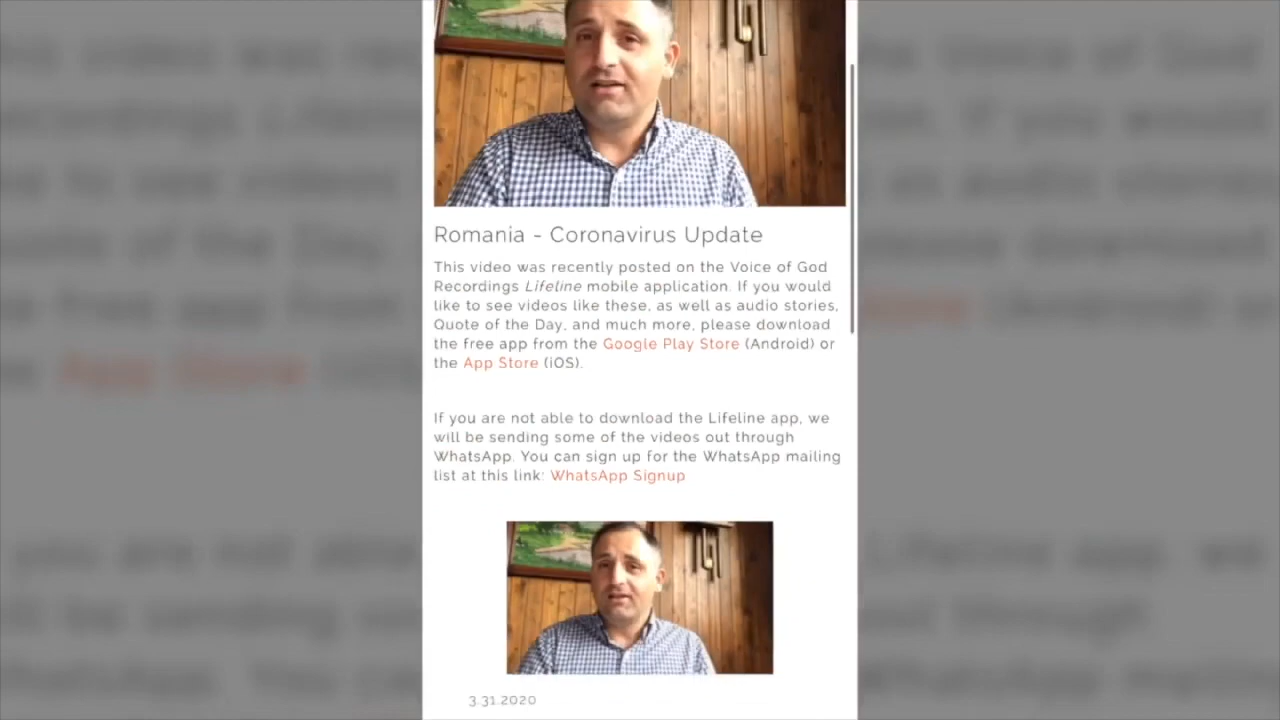 Romania - Coronavirus Update
This video was recently posted on the Voice of God
Recordings Lifeline mobile application. If you would
like to see videos like these, as well as audio stories,
Quote of the Day, and much more, please download
the free app from the Google Play Store (Android) or
the App Store (iOS).
If you are not able to download the Lifeline app, we
will be sending some of the videos out through
WhatsApp. You can sign up for the WhatsApp mailing
list at this link: WhatsApp Signup
3.31.2020